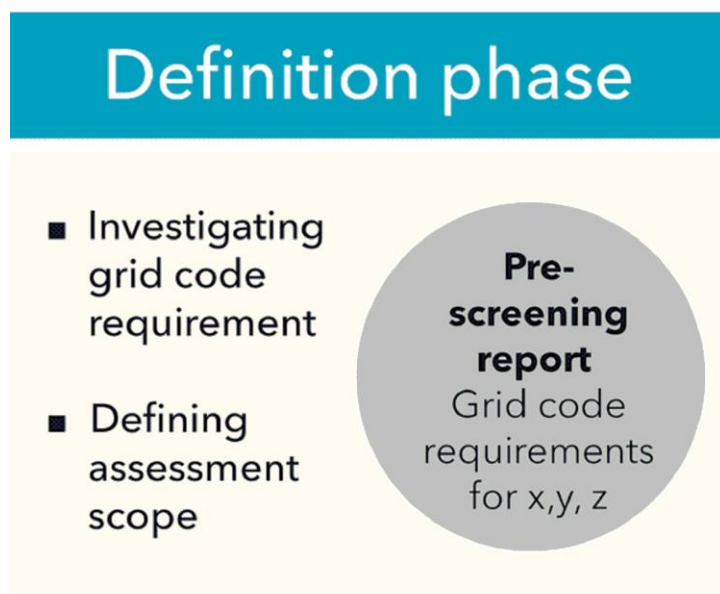 Definition phase
■ Investigating
grid code
requirement
■ Defining
assessment
scope
Pre-
screening
report
Grid code
requirements
for x,y, z